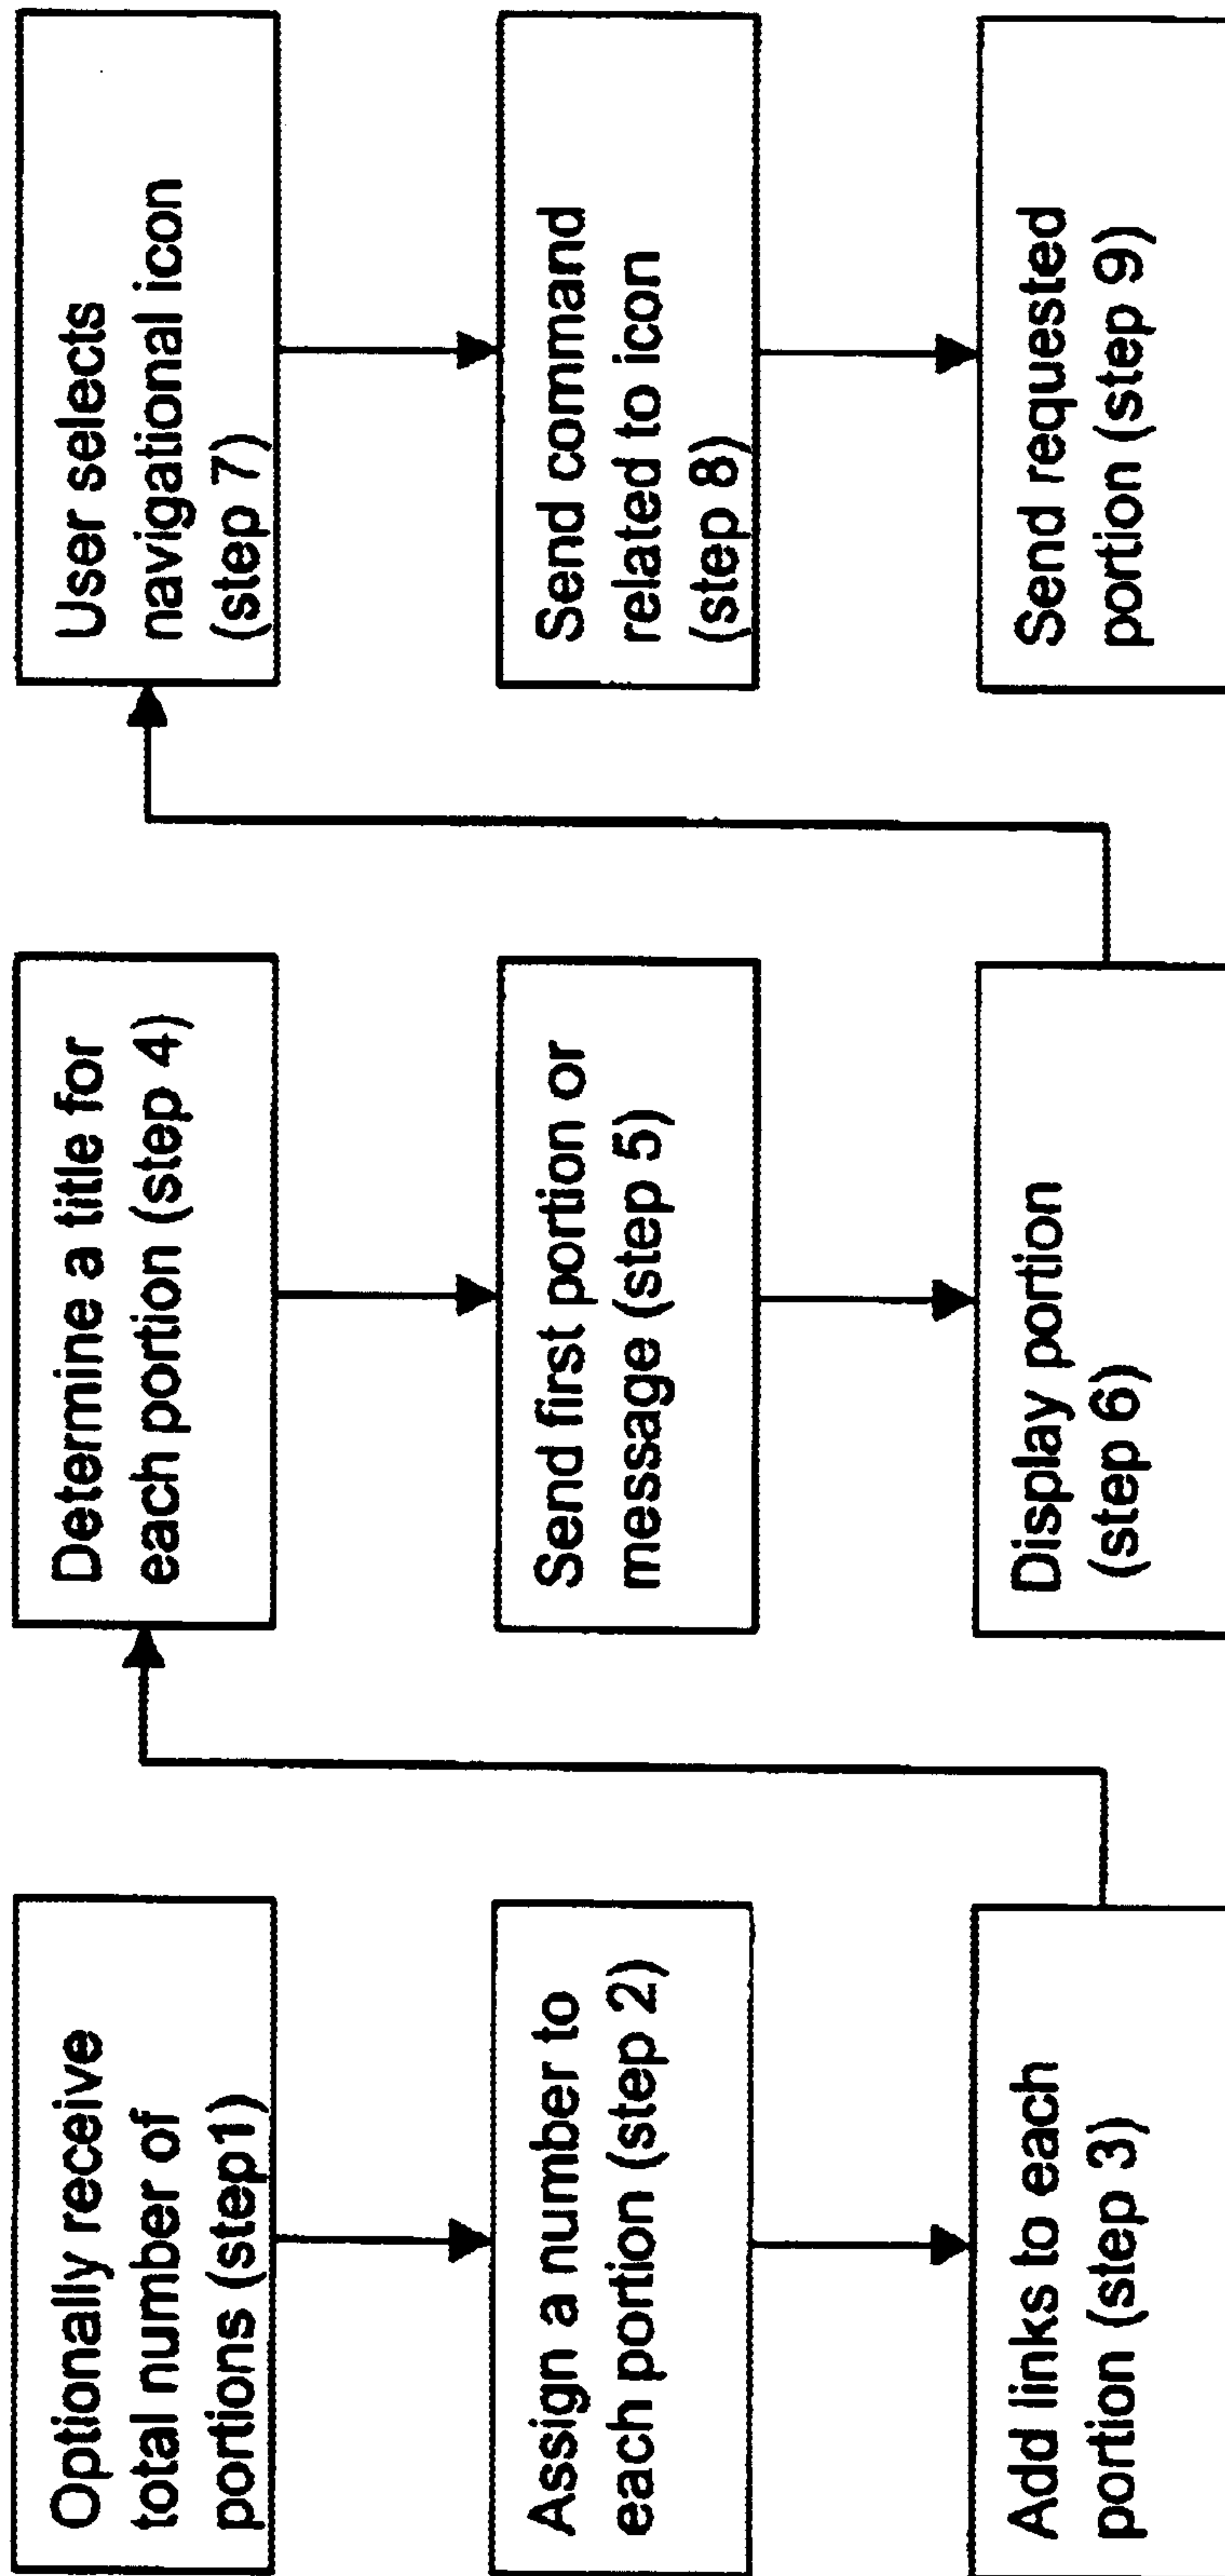 Optionally receive
total number of
portions (step1)
Assign a number to
each portion (step 2)
Add links to each
portion (step 3)
Determine a title for
each portion (step 4)
Send first portion or
message (step 5)
Display portion
(step 6)
User selects
navigational icon
(step 7)
Send command
related to icon
(step 8)
Send requested
portion (step 9)